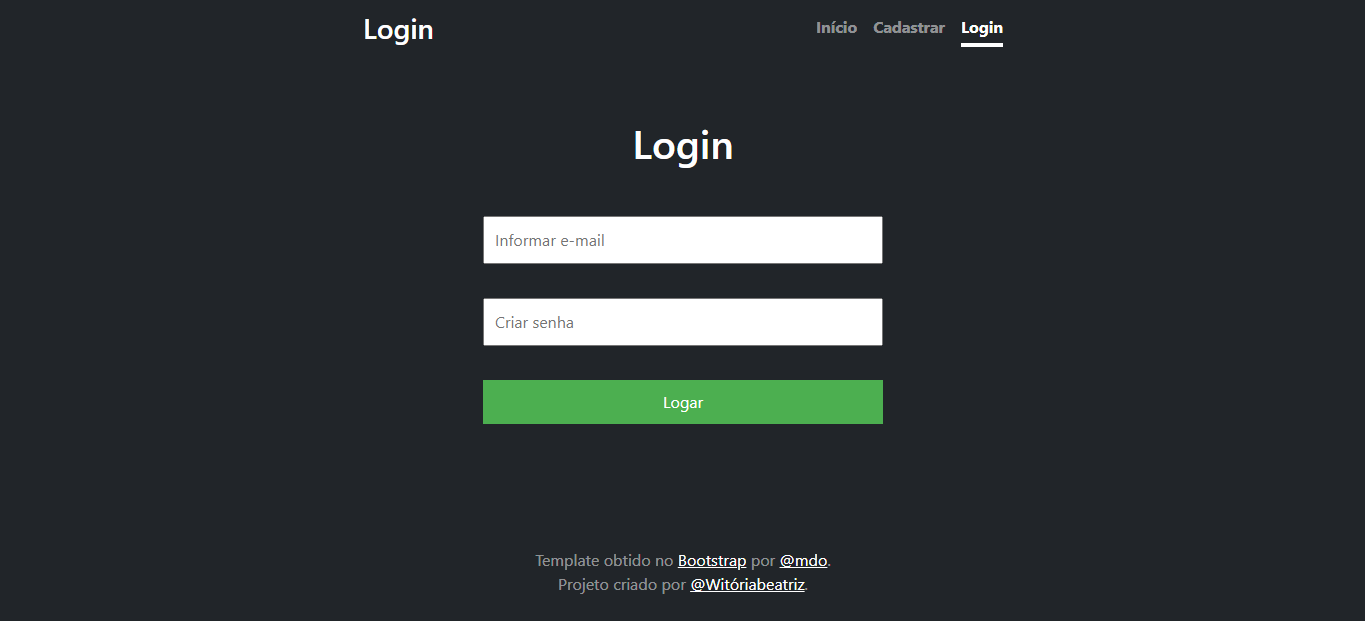 Login
Início Cadastrar Login
Login
Informar e-mail
Criar senha
Logar
Template obtido no Bootstrap por @mdo.
Projeto criado por @Witóriabeatriz.